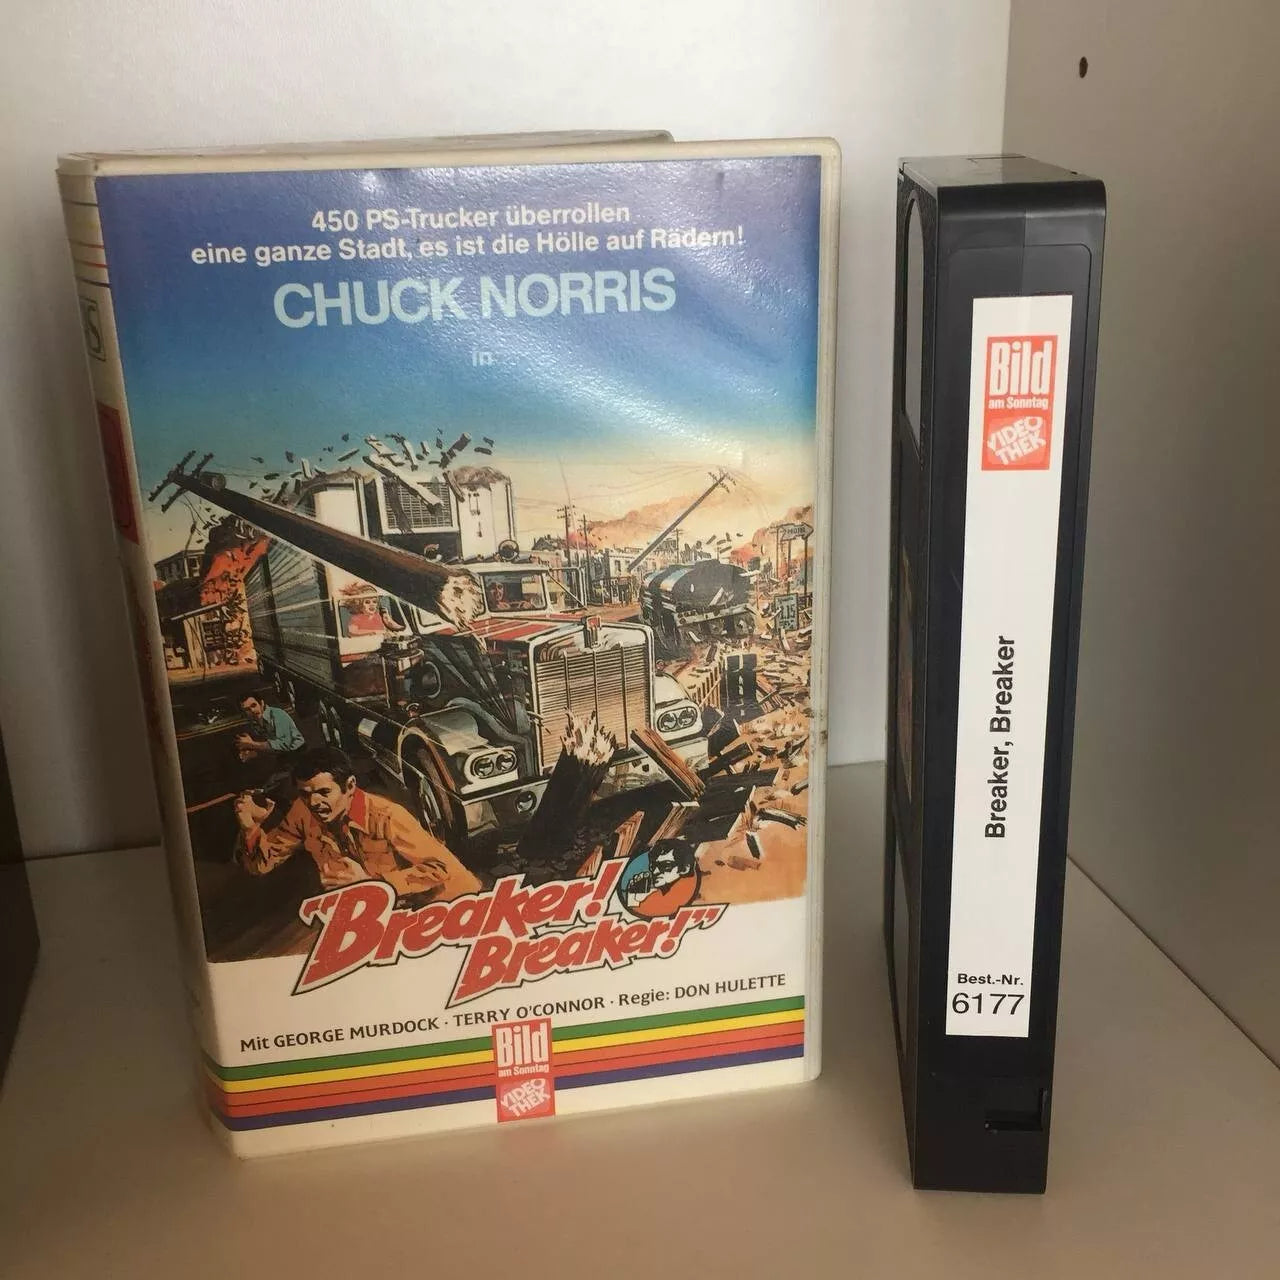 450 PS-Trucker überrollen
eine ganze Stadt, es ist die Hölle auf Rädern!
CHUCK NORRIS
in
"Breaker!
Breaker!"
Mit GEORGE MURDOCK · TERRY O'CONNOR · Regie: DON HULETTE
Bild
am Sonntag
VIDEO
THEK
Bild
am Sonntag
VIDEO
THEK
Breaker, Breaker
Best.-Nr.
6177